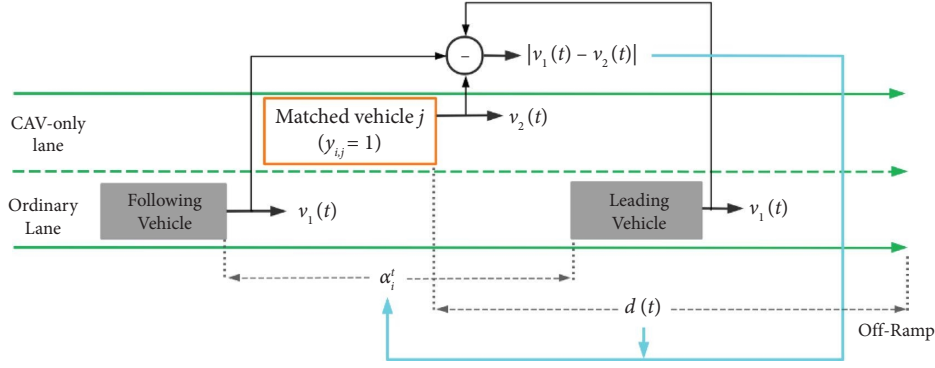 − |v₁(t) − v₂(t)|
CAV-only
lane
Matched vehicle j
(yᵢ,ⱼ = 1)
v₂(t)
Ordinary
Lane
Following
Vehicle
v₁(t)
Leading
Vehicle
v₁(t)
αᵢᵗ
d (t)
Off-Ramp